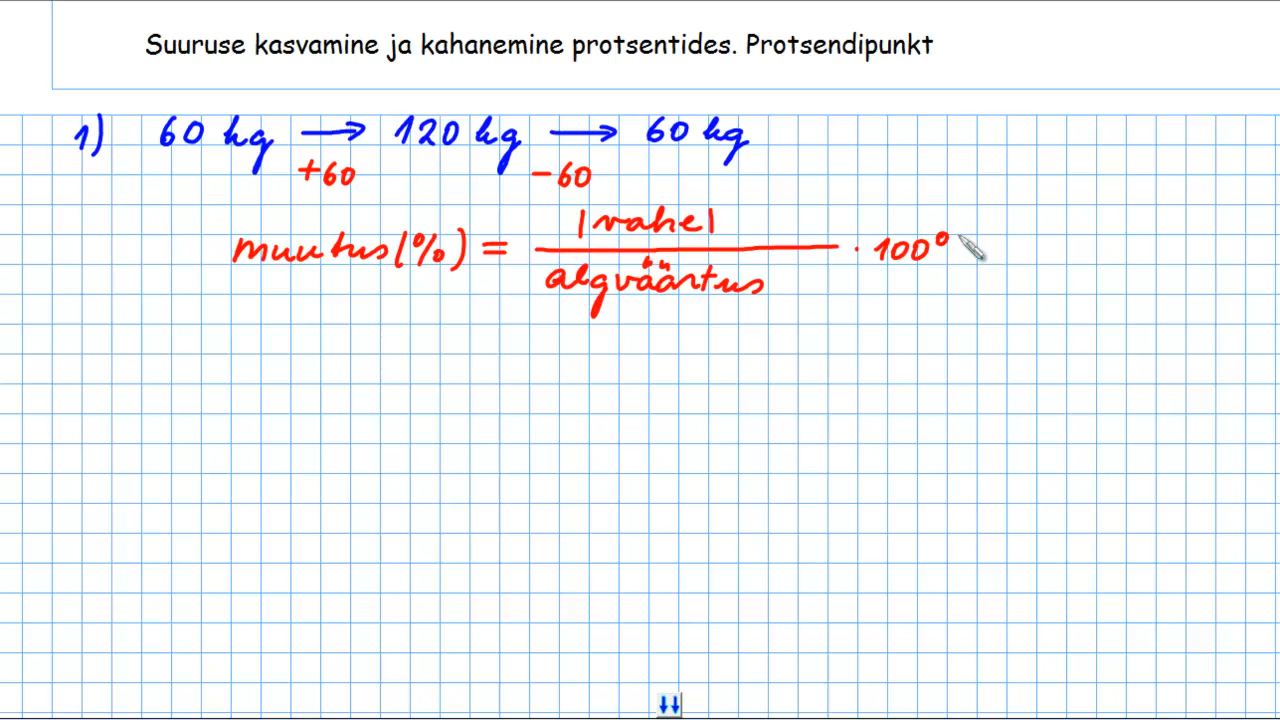 Suuruse kasvamine ja kahanemine protsentides. Protsendipunkt
1) 60 kg → 120 kg → 60 kg
+60 −60
|vahe|
muutus(%) = · 100°
algväärtus